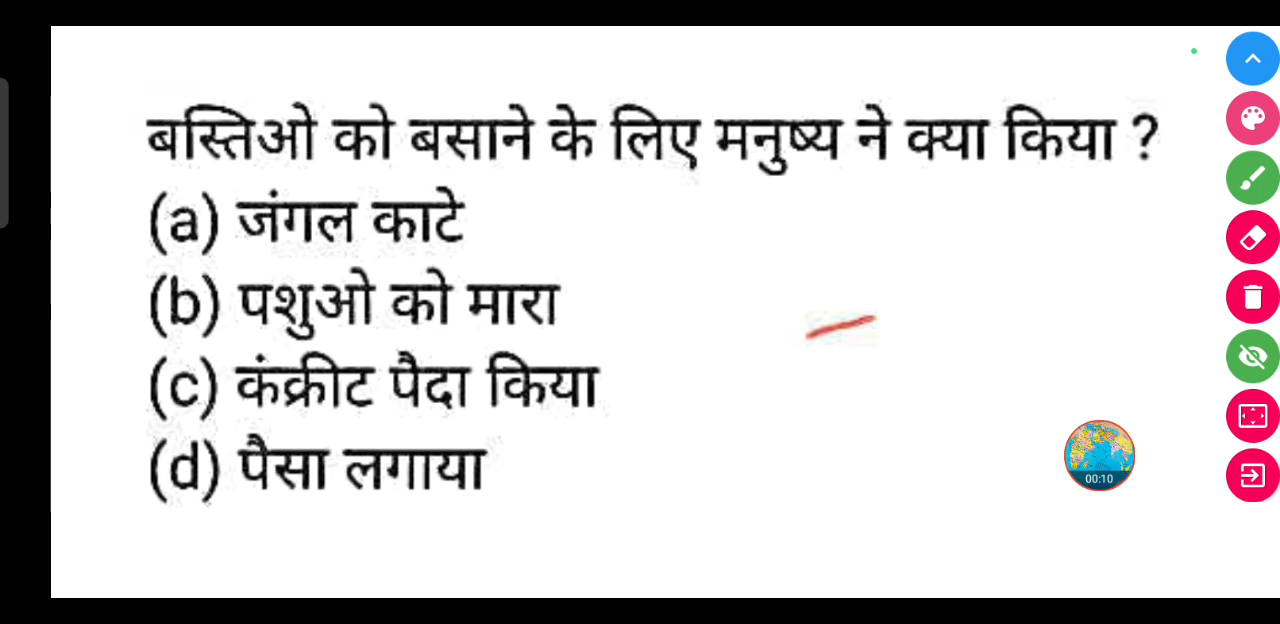 बस्तिओ को बसाने के लिए मनुष्य ने क्या किया ?
(a) जंगल काटे
(b) पशुओ को मारा
(c) कंक्रीट पैदा किया
(d) पैसा लगाया
00:10